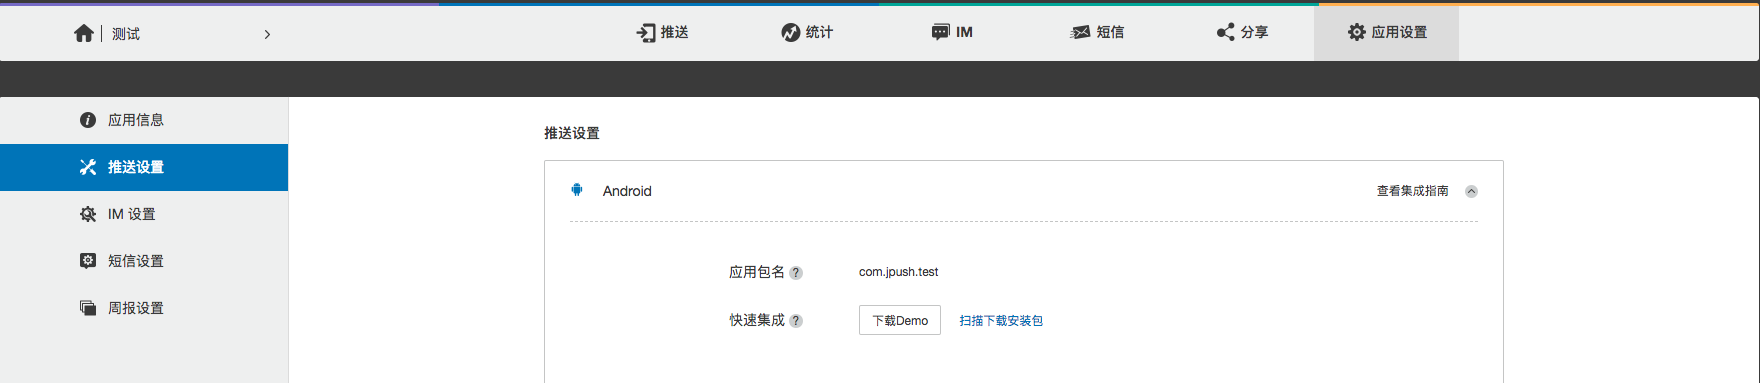 测试
推送 统计 IM 短信 分享 应用设置
应用信息
推送设置
IM 设置
短信设置
周报设置
推送设置
Android 查看集成指南
应用包名 ? com.jpush.test
快速集成 ? 下载Demo 扫描下载安装包